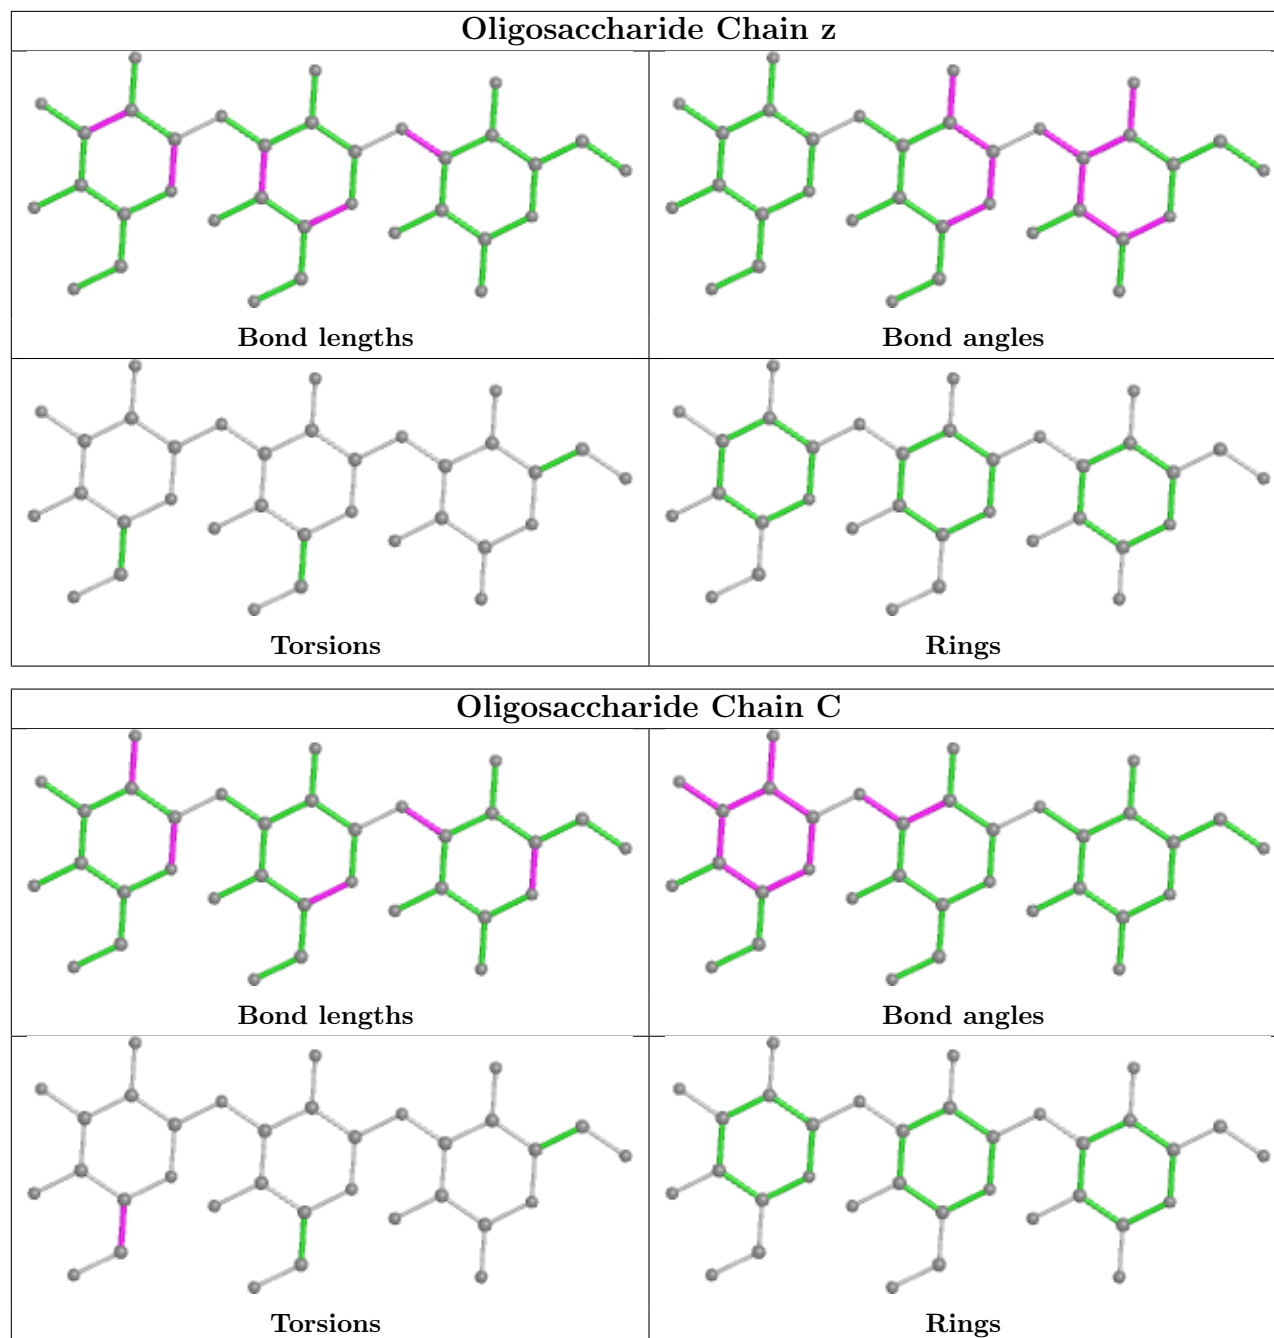 Oligosaccharide Chain z
Bond lengths
Bond angles
Torsions
Rings
Oligosaccharide Chain C
Bond lengths
Bond angles
Torsions
Rings